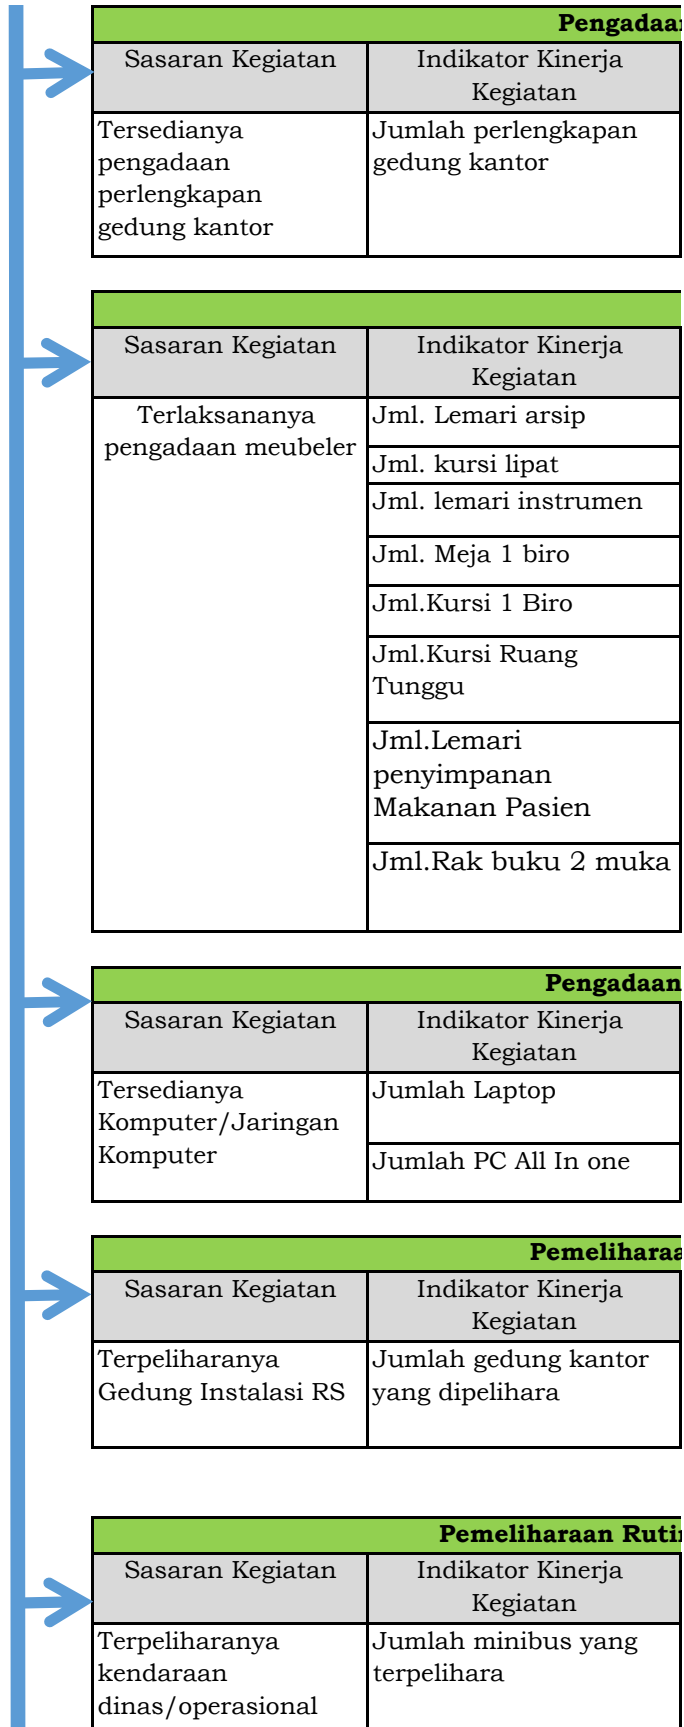 Pengadaan
Sasaran Kegiatan
Indikator Kinerja
Kegiatan
Tersedianya
pengadaan
perlengkapan
gedung kantor
Jumlah perlengkapan
gedung kantor
Sasaran Kegiatan
Indikator Kinerja
Kegiatan
Terlaksananya
pengadaan meubeler
Jml. Lemari arsip
Jml. kursi lipat
Jml. lemari instrumen
Jml. Meja 1 biro
Jml.Kursi 1 Biro
Jml.Kursi Ruang
Tunggu
Jml.Lemari
penyimpanan
Makanan Pasien
Jml.Rak buku 2 muka
Pengadaan
Sasaran Kegiatan
Indikator Kinerja
Kegiatan
Tersedianya
Komputer/Jaringan
Komputer
Jumlah Laptop
Jumlah PC All In one
Pemeliharaa
Sasaran Kegiatan
Indikator Kinerja
Kegiatan
Terpeliharanya
Gedung Instalasi RS
Jumlah gedung kantor
yang dipelihara
Pemeliharaan Rutin
Sasaran Kegiatan
Indikator Kinerja
Kegiatan
Terpeliharanya
kendaraan
dinas/operasional
Jumlah minibus yang
terpelihara